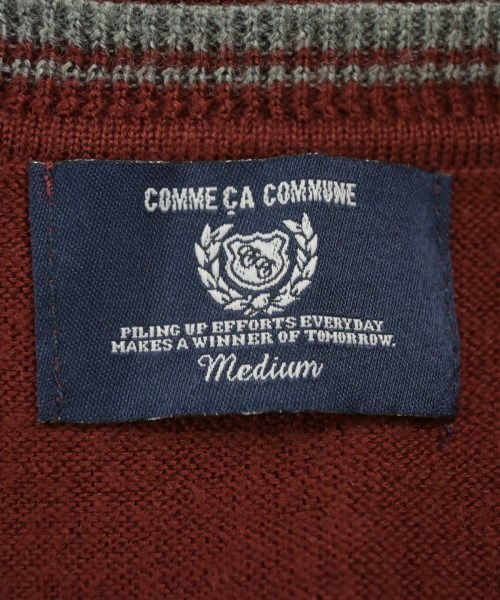 COMME ÇA COMMUNE
PILING UP EFFORTS EVERYDAY
MAKES A WINNER OF TOMORROW.
Medium